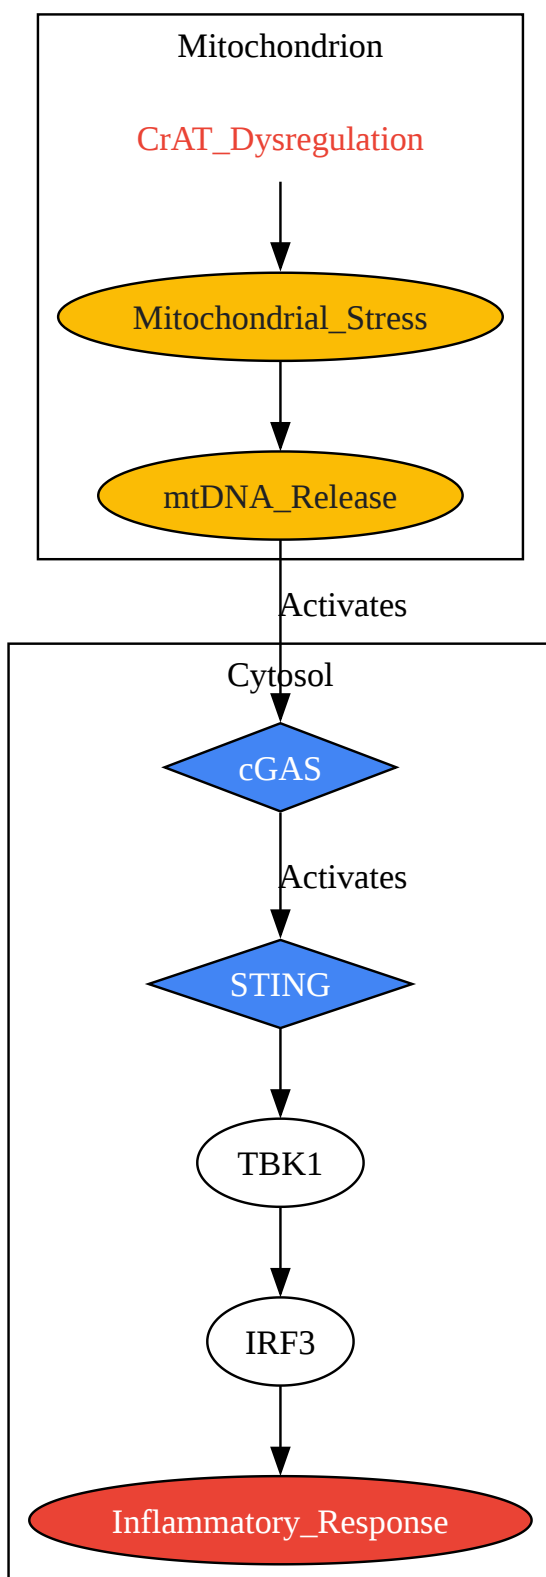 Mitochondrion
CrAT_Dysregulation
Mitochondrial_Stress
mtDNA_Release
Activates
Cytosol
cGAS
Activates
STING
TBK1
IRF3
Inflammatory_Response